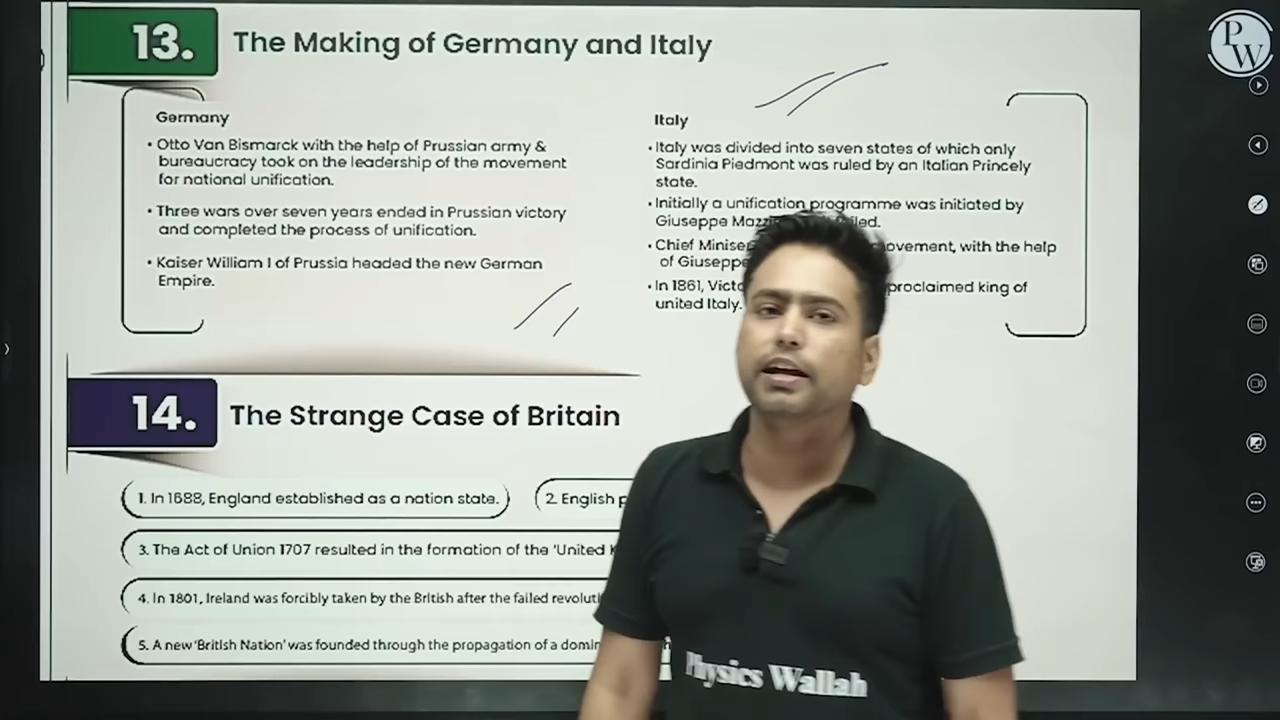 13. The Making of Germany and Italy
Germany
• Otto Van Bismarck with the help of Prussian army &
bureaucracy took on the leadership of the movement
for national unification.
• Three wars over seven years ended in Prussian victory
and completed the process of unification.
• Kaiser William I of Prussia headed the new German
Empire.
Italy
• Italy was divided into seven states of which only
Sardinia Piedmont was ruled by an Italian Princely
state.
• Initially a unification programme was initiated by
Giuseppe
• Chief with the help
of Giuseppe
• In 1861, proclaimed king of
united Italy.
14. The Strange Case of Britain
1. In 1688, England established as a nation state.
2. English
3. The Act of Union 1707 resulted in the formation of the 'United
4. In 1801, Ireland was forcibly taken by the British after the failed
5. A new 'British Nation' was founded through the propagation of a
PW
Physics Wallah